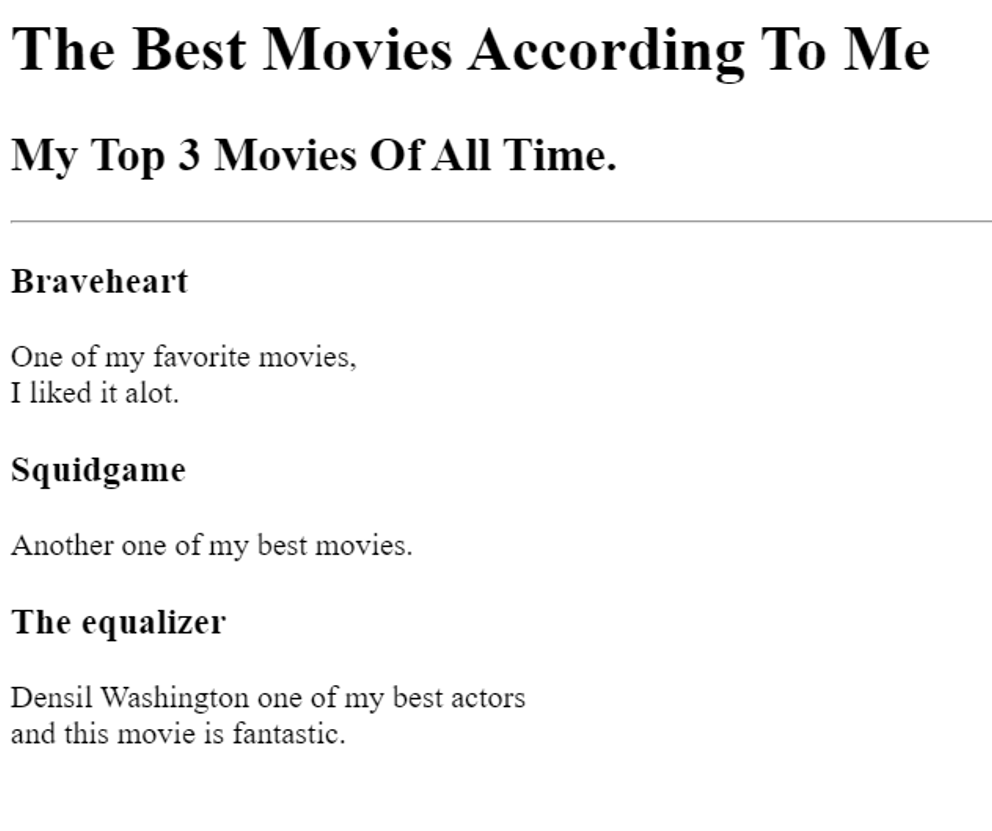 The Best Movies According To Me
My Top 3 Movies Of All Time.
Braveheart
One of my favorite movies,
I liked it alot.
Squidgame
Another one of my best movies.
The equalizer
Densil Washington one of my best actors
and this movie is fantastic.